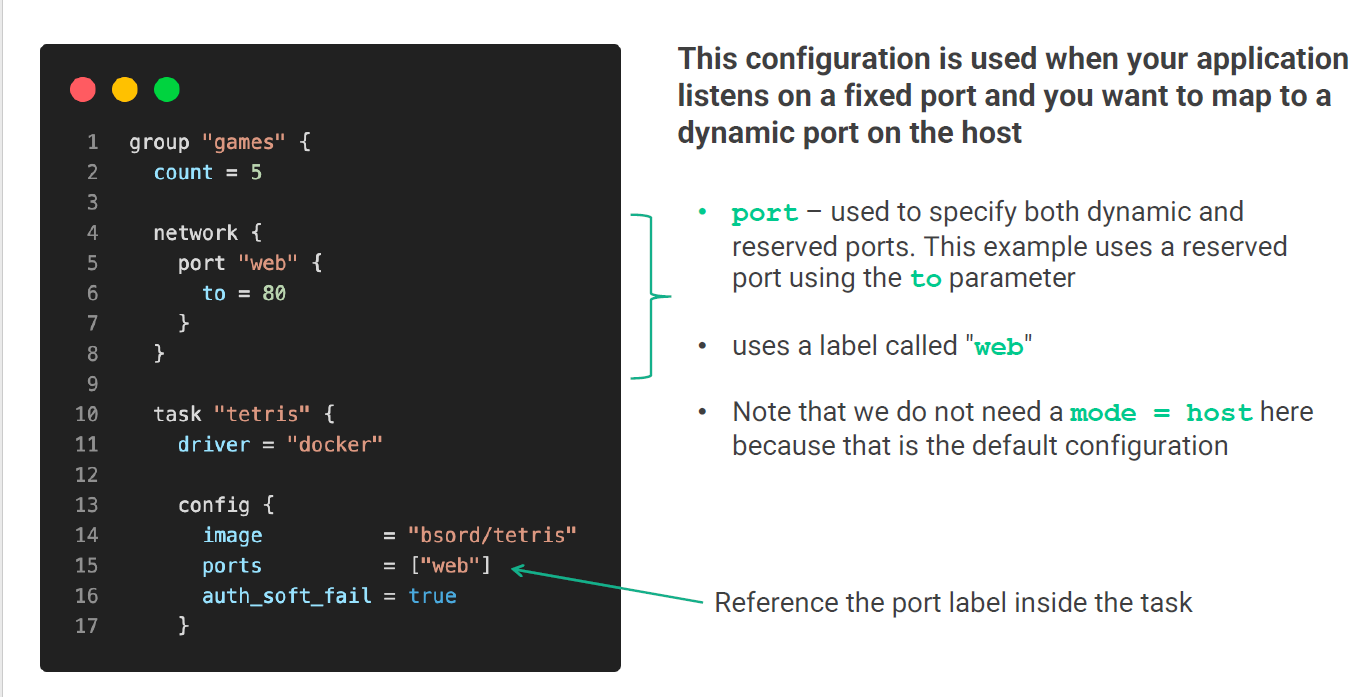 1 group "games" {
2 count = 5
3
4 network {
5 port "web" {
6 to = 80
7 }
8 }
9
10 task "tetris" {
11 driver = "docker"
12
13 config {
14 image = "bsord/tetris"
15 ports = ["web"]
16 auth_soft_fail = true
17 }
This configuration is used when your application
listens on a fixed port and you want to map to a
dynamic port on the host
• port – used to specify both dynamic and
reserved ports. This example uses a reserved
port using the to parameter
• uses a label called "web"
• Note that we do not need a mode = host here
because that is the default configuration
Reference the port label inside the task